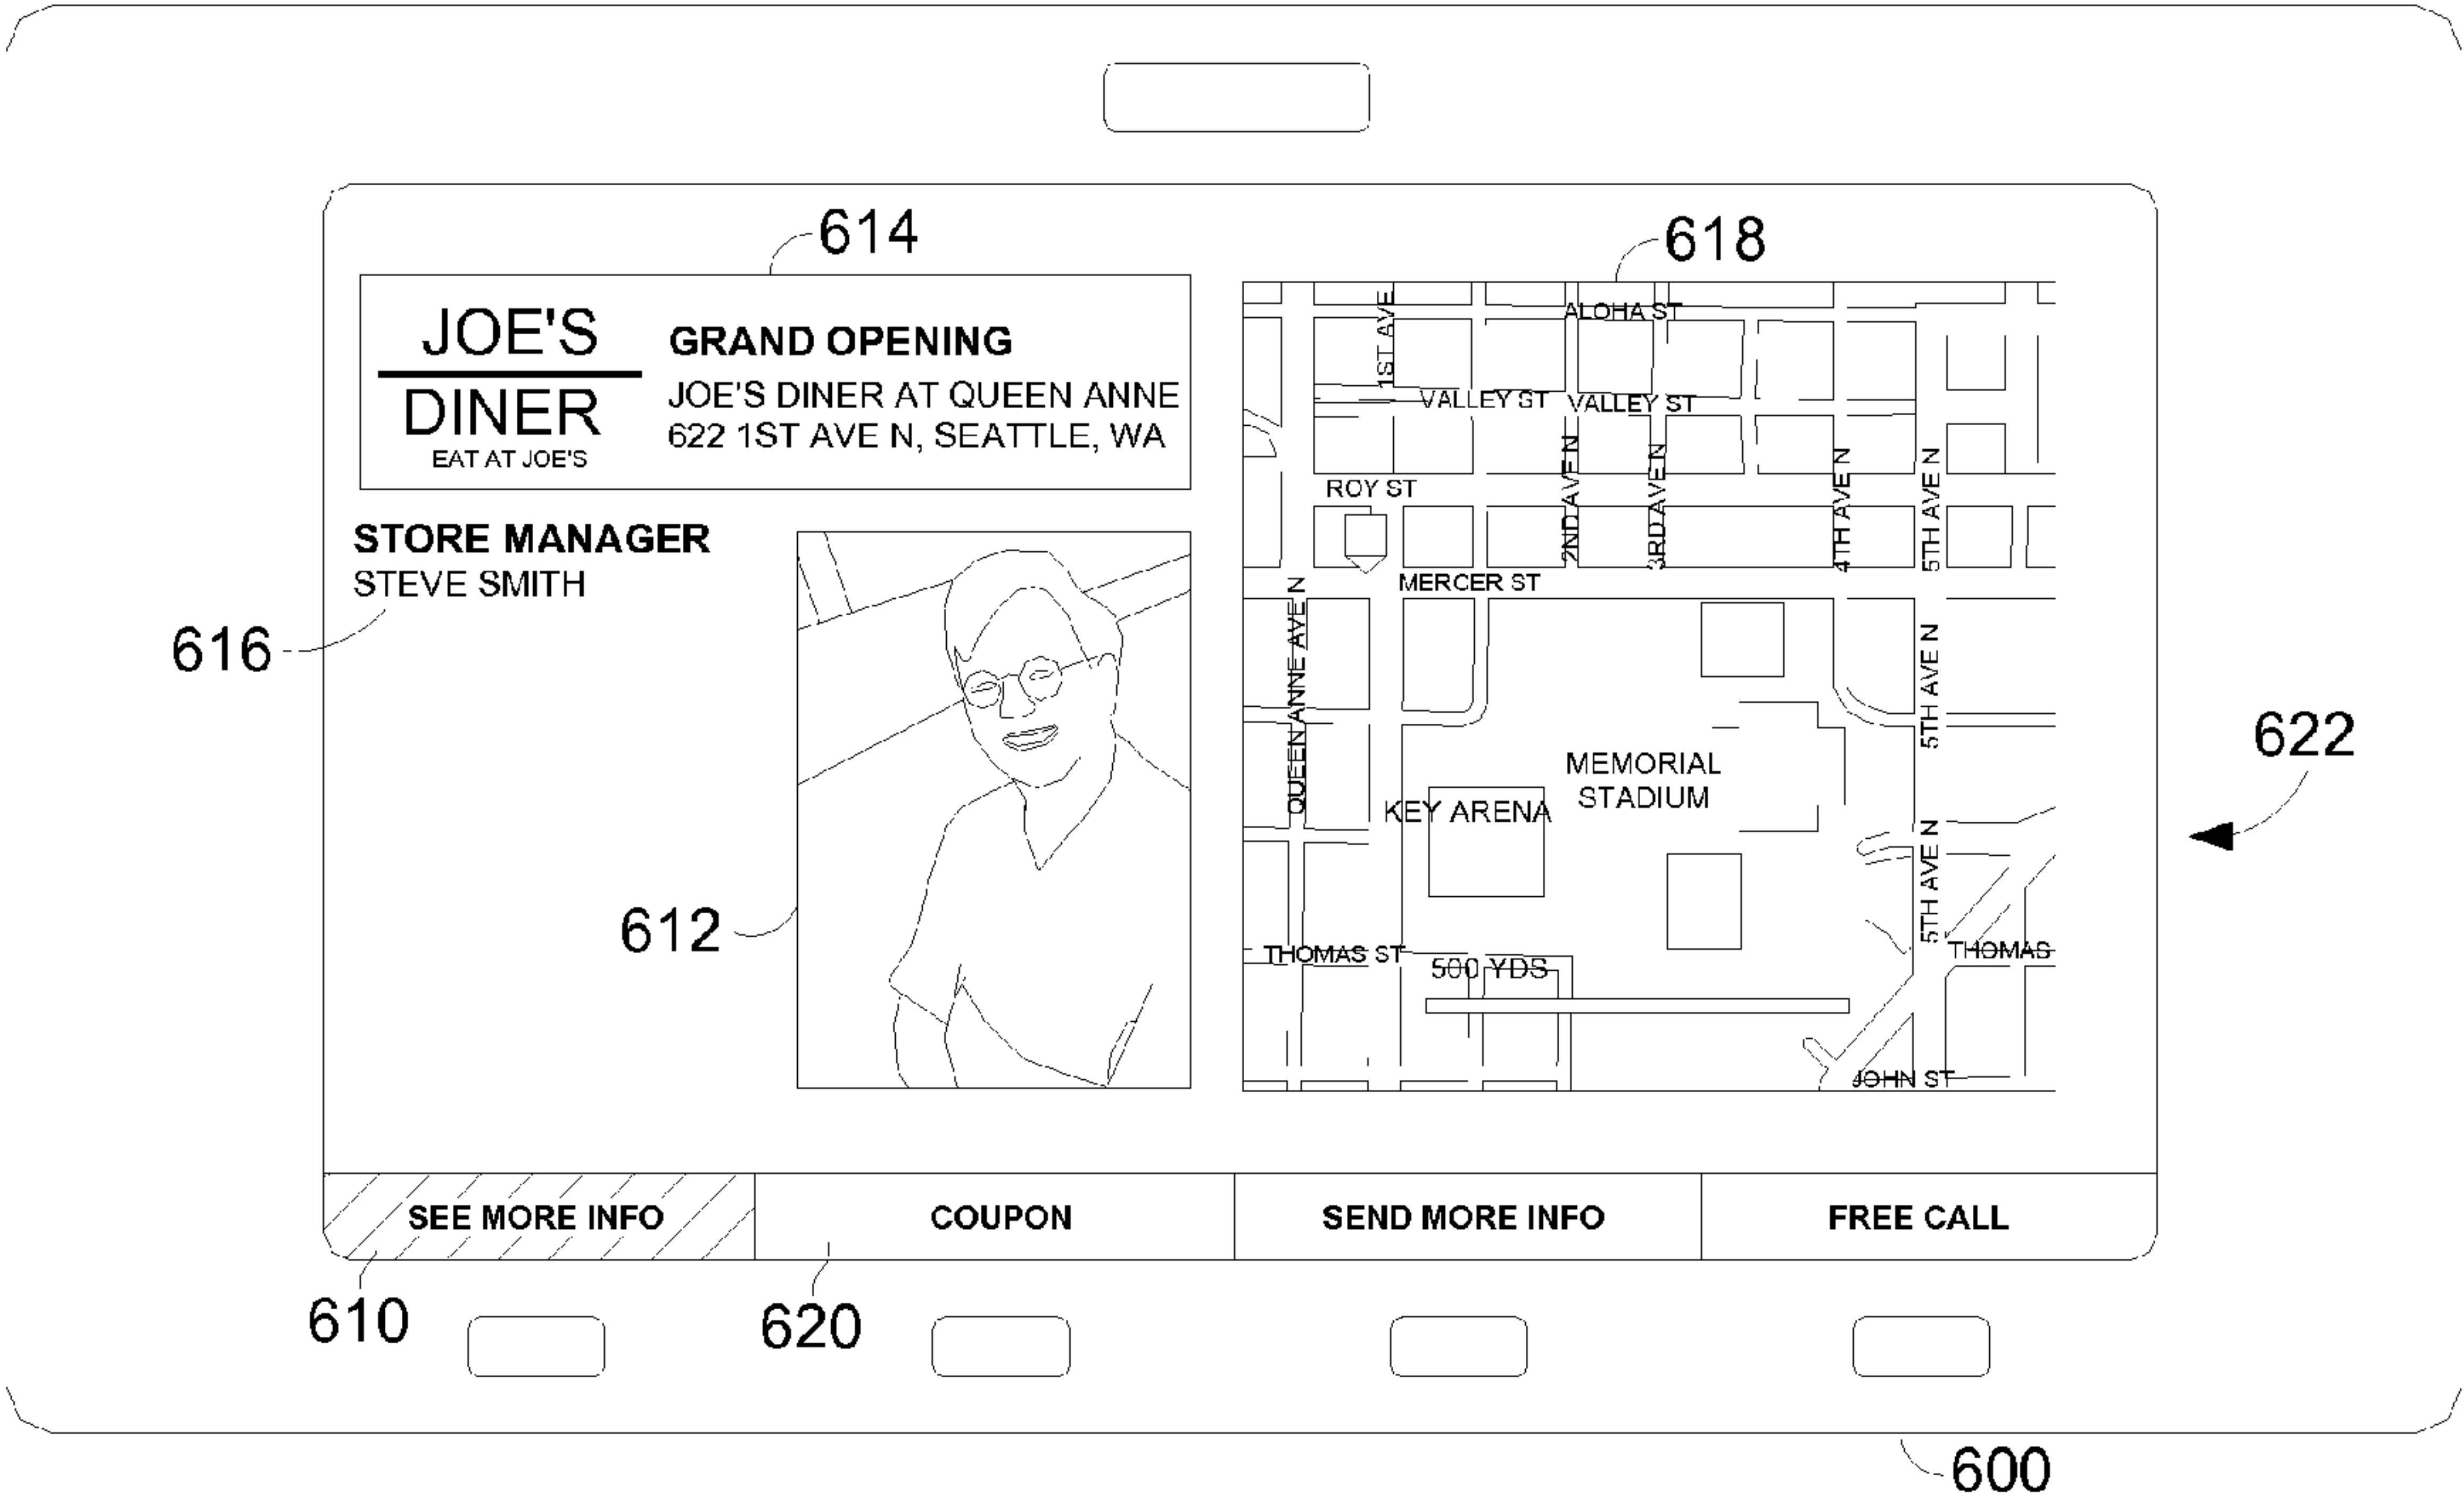 614
JOE'S
DINER
EAT AT JOE'S
GRAND OPENING
JOE'S DINER AT QUEEN ANNE
622 1ST AVE N, SEATTLE, WA
STORE MANAGER
STEVE SMITH
616
612
618
1ST AVE
ALOHA ST
VALLEY ST
VALLEY ST
ROY ST
2ND AVE N
3RD AVE N
4TH AVE N
5TH AVE N
MERCER ST
QUEEN ANNE AVE N
5TH AVE N
MEMORIAL
STADIUM
KEY ARENA
5TH AVE N
THOMAS ST
500 YDS
THOMAS
JOHN ST
622
SEE MORE INFO
COUPON
SEND MORE INFO
FREE CALL
610
620
600